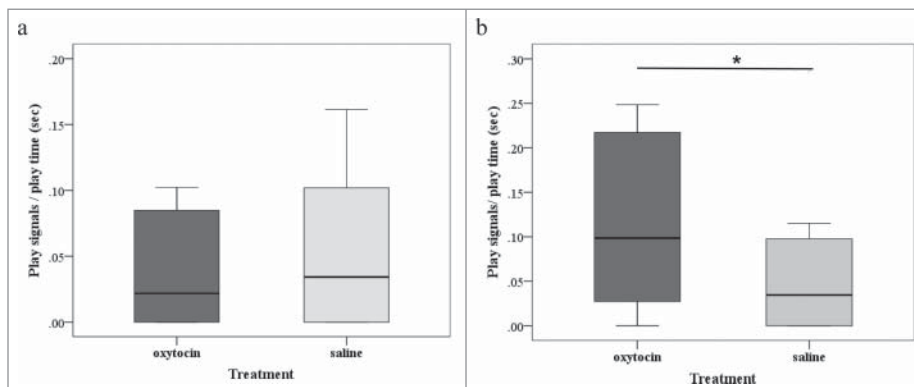 a
Play signals / play time (sec)
.20
.15
.10
.05
.00
oxytocin
saline
Treatment
b
*
Play signals/ play time (sec)
.30
.25
.20
.15
.10
.05
.00
oxytocin
saline
Treatment